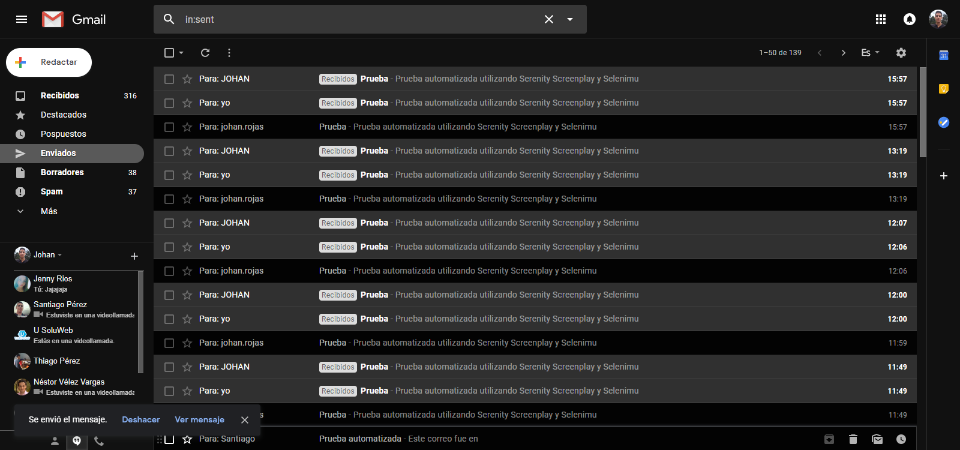 Gmail
in:sent
Redactar
1–50 de 139
Es
Recibidos 316
Destacados
Pospuestos
Enviados
Borradores 38
Spam 37
Más
Para: JOHAN Recibidos Prueba - Prueba automatizada utilizando Serenity Screenplay y Selenimu 15:57
Para: yo Recibidos Prueba - Prueba automatizada utilizando Serenity Screenplay y Selenimu 15:57
Para: johan.rojas Prueba - Prueba automatizada utilizando Serenity Screenplay y Selenimu 15:57
Para: JOHAN Recibidos Prueba - Prueba automatizada utilizando Serenity Screenplay y Selenimu 13:19
Para: yo Recibidos Prueba - Prueba automatizada utilizando Serenity Screenplay y Selenimu 13:19
Para: johan.rojas Prueba - Prueba automatizada utilizando Serenity Screenplay y Selenimu 13:19
Para: JOHAN Recibidos Prueba - Prueba automatizada utilizando Serenity Screenplay y Selenimu 12:07
Para: yo Recibidos Prueba - Prueba automatizada utilizando Serenity Screenplay y Selenimu 12:06
Para: johan.rojas Prueba - Prueba automatizada utilizando Serenity Screenplay y Selenimu 12:06
Para: JOHAN Recibidos Prueba - Prueba automatizada utilizando Serenity Screenplay y Selenimu 12:00
Para: yo Recibidos Prueba - Prueba automatizada utilizando Serenity Screenplay y Selenimu 12:00
Para: johan.rojas Prueba - Prueba automatizada utilizando Serenity Screenplay y Selenimu 11:59
Para: JOHAN Recibidos Prueba - Prueba automatizada utilizando Serenity Screenplay y Selenimu 11:49
Para: yo Recibidos Prueba - Prueba automatizada utilizando Serenity Screenplay y Selenimu 11:49
Prueba - Prueba automatizada utilizando Serenity Screenplay y Selenimu 11:49
Para: Santiago Prueba automatizada - Este correo fue en
Johan
Jenny Ríos
Tú: Jajajaja
Santiago Pérez
Estuviste en una videollamada
U SoluWeb
Estás en una videollamada.
Thiago Pérez
Néstor Vélez Vargas
Estuviste en una videollamada
Se envió el mensaje. Deshacer Ver mensaje